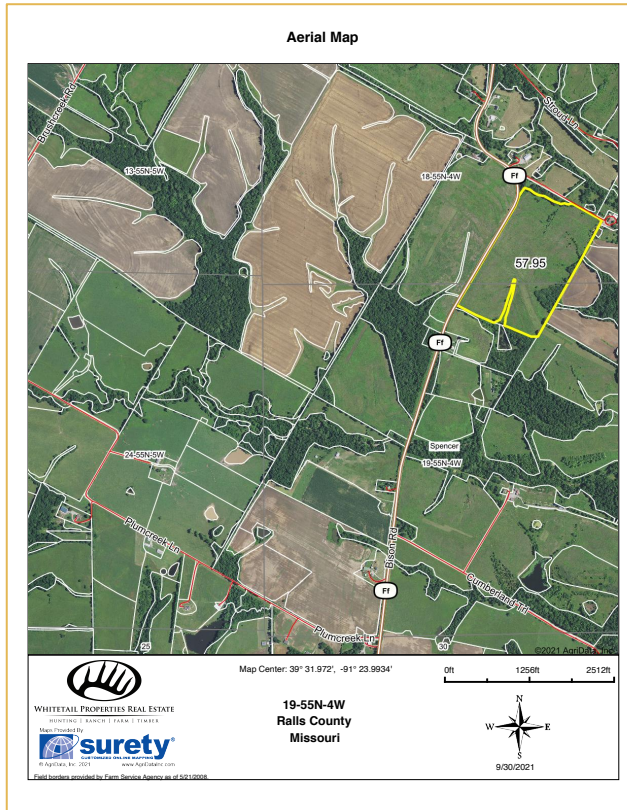 Aerial Map
Brushcreek Rd
Stroud Ln
13-55N-5W
18-55N-4W
Ff
57.95
Ff
Spencer
19-55N-4W
24-55N-5W
Plumcreek Ln
Bison Rd
Cumberland Trl
Ff
Plumcreek Ln
25
30
©2021 AgriData, Inc.
Map Center: 39° 31.972', -91° 23.9934'
0ft 1256ft 2512ft
WHITETAIL PROPERTIES REAL ESTATE
HUNTING | RANCH | FARM | TIMBER
Maps Provided By
surety®
CUSTOMIZED ONLINE MAPPING
© AgriData, Inc. 2021 www.AgriDataInc.com
19-55N-4W
Ralls County
Missouri
N
W E
S
9/30/2021
Field borders provided by Farm Service Agency as of 5/21/2008.